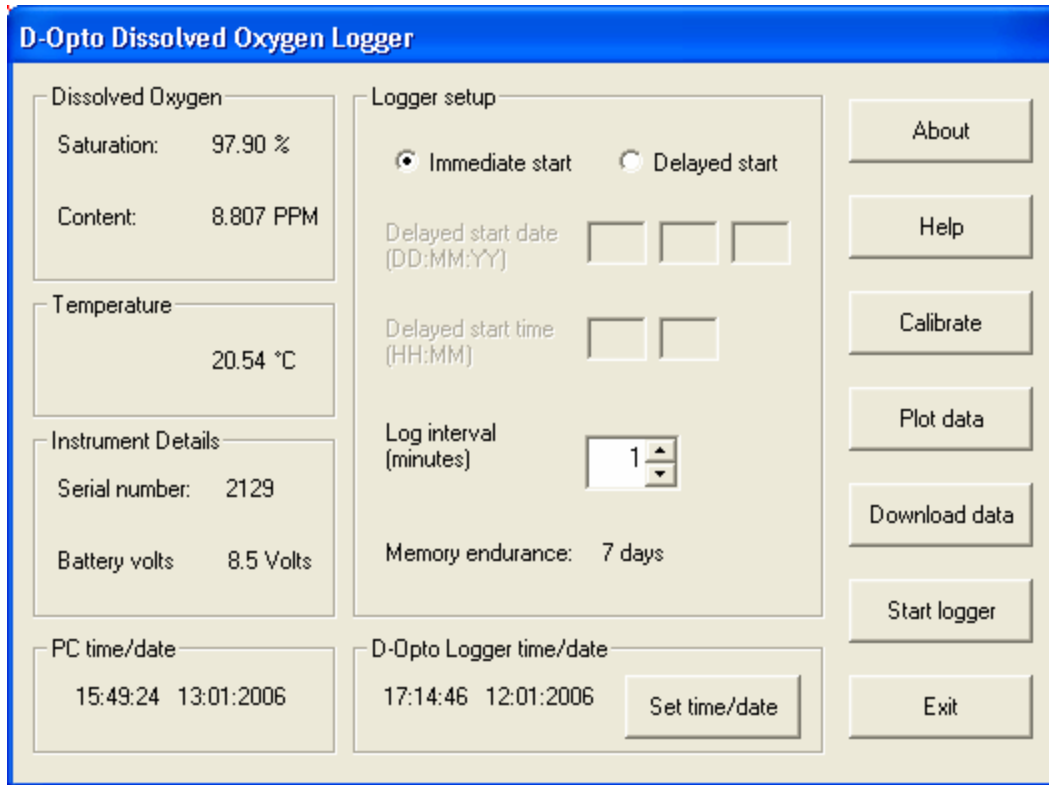 D-Opto Dissolved Oxygen Logger
Dissolved Oxygen
Saturation: 97.90 %
Content: 8.807 PPM
Temperature
20.54 °C
Instrument Details
Serial number: 2129
Battery volts 8.5 Volts
PC time/date
15:49:24 13:01:2006
Logger setup
Immediate start Delayed start
Delayed start date
(DD:MM:YY)
Delayed start time
(HH:MM)
Log interval
(minutes)
1
Memory endurance: 7 days
D-Opto Logger time/date
17:14:46 12:01:2006
Set time/date
About
Help
Calibrate
Plot data
Download data
Start logger
Exit